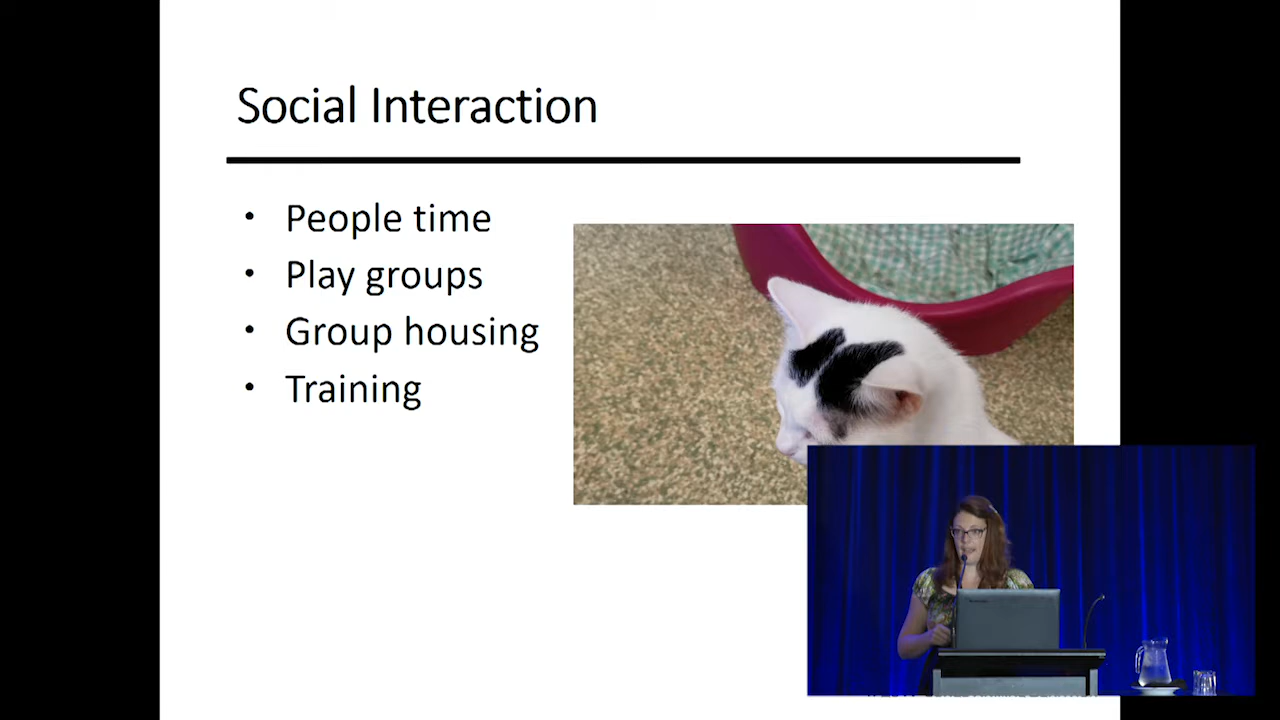 Social Interaction
• People time
• Play groups
• Group housing
• Training